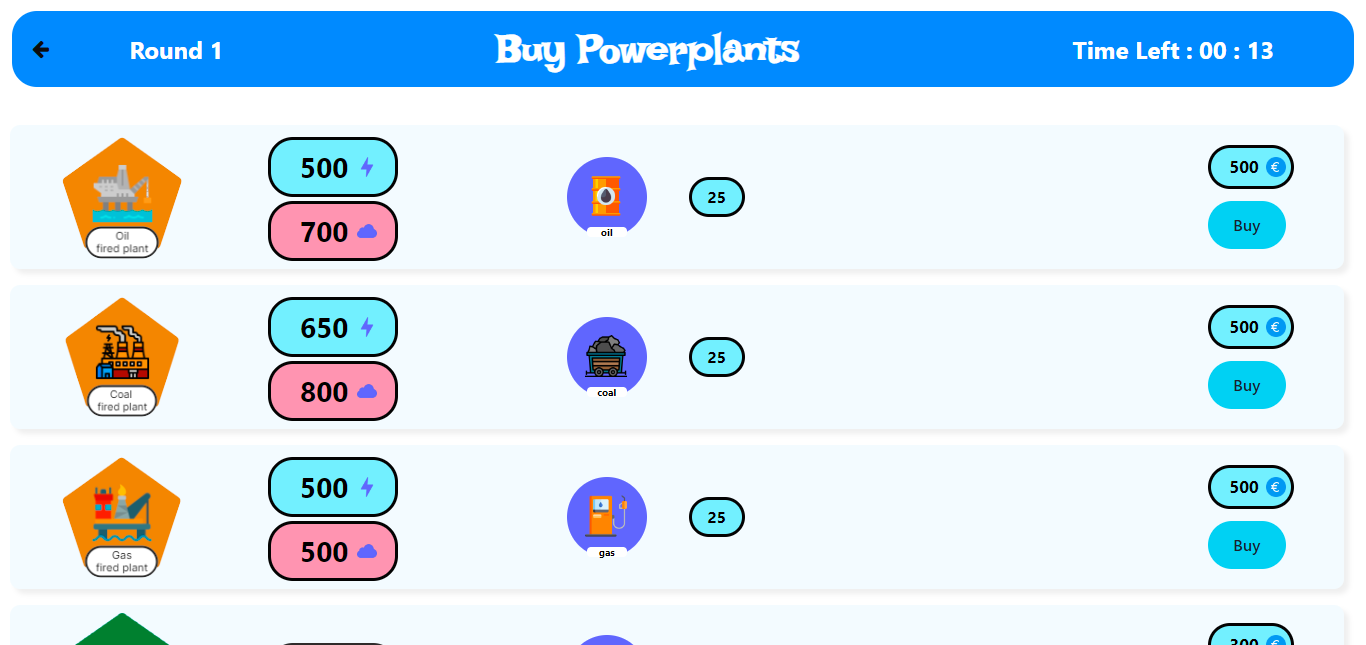 Round 1
Buy Powerplants
Time Left : 00 : 13
Oil
fired plant
500
700
oil
25
500 €
Buy
Coal
fired plant
650
800
coal
25
500 €
Buy
Gas
fired plant
500
500
gas
25
500 €
Buy
300 €